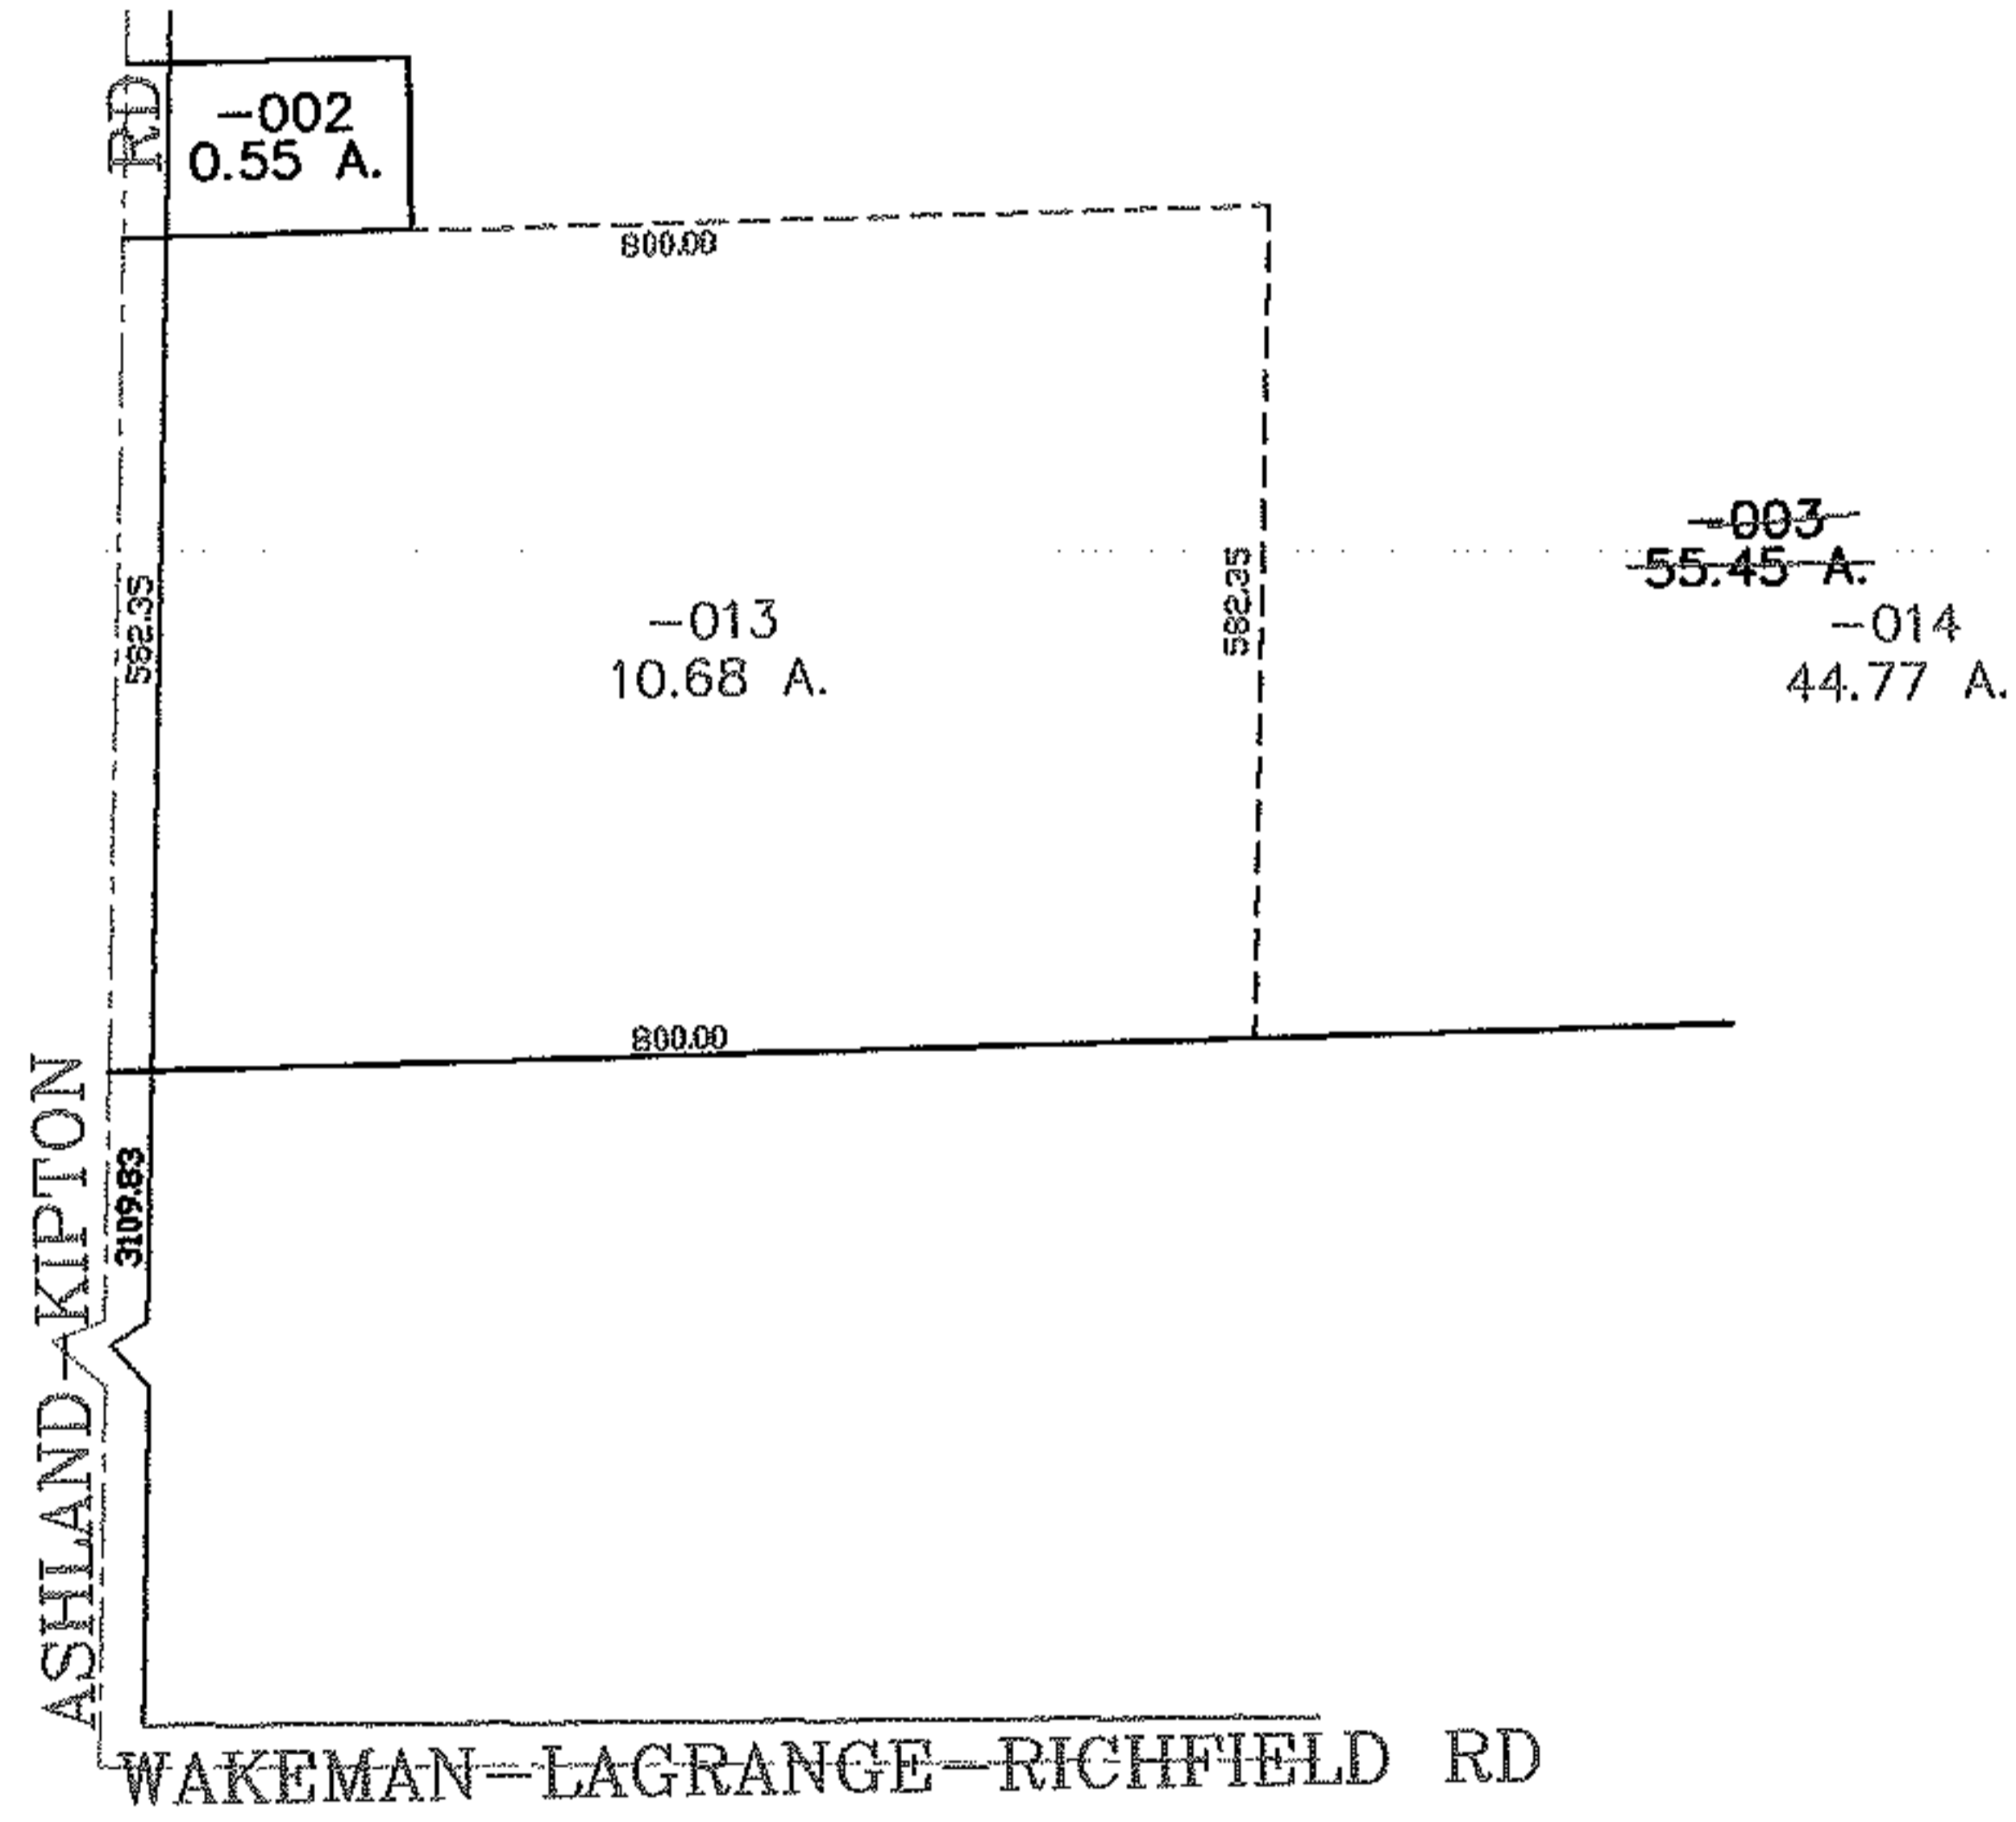 RD
-002
0.55 A.
800.00
582.35
582.35
-003
55.45 A.
-013
10.68 A.
-014
44.77 A.
800.00
3109.83
ASHLAND-KIPTON
WAKEMAN-LAGRANGE-RICHFIELD RD